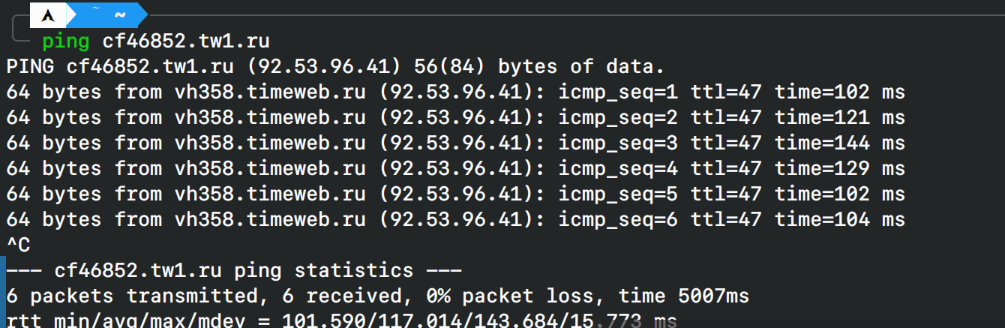 ~ ~
ping cf46852.tw1.ru
PING cf46852.tw1.ru (92.53.96.41) 56(84) bytes of data.
64 bytes from vh358.timeweb.ru (92.53.96.41): icmp_seq=1 ttl=47 time=102 ms
64 bytes from vh358.timeweb.ru (92.53.96.41): icmp_seq=2 ttl=47 time=121 ms
64 bytes from vh358.timeweb.ru (92.53.96.41): icmp_seq=3 ttl=47 time=144 ms
64 bytes from vh358.timeweb.ru (92.53.96.41): icmp_seq=4 ttl=47 time=129 ms
64 bytes from vh358.timeweb.ru (92.53.96.41): icmp_seq=5 ttl=47 time=102 ms
64 bytes from vh358.timeweb.ru (92.53.96.41): icmp_seq=6 ttl=47 time=104 ms
^C
--- cf46852.tw1.ru ping statistics ---
6 packets transmitted, 6 received, 0% packet loss, time 5007ms
rtt min/avg/max/mdev = 101.590/117.014/143.684/15.773 ms